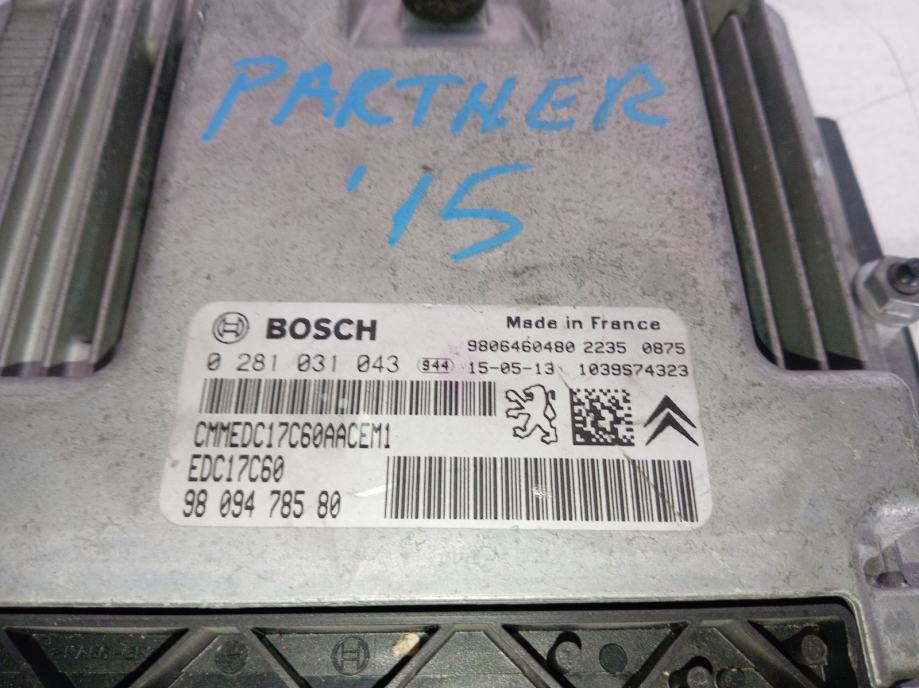 PARTNER
'15
BOSCH
Made in France
9806460480 2235 0875
0 281 031 043 944 15-05-13 1039S74323
CMMEDC17C60AACEM1
EDC17C60
98 094 785 80